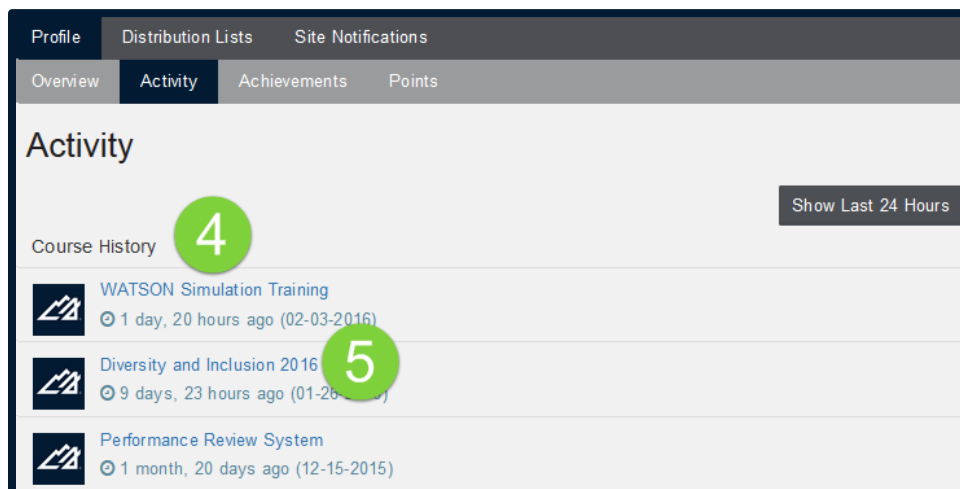 Profile Distribution Lists Site Notifications
Overview Activity Achievements Points
Activity
Show Last 24 Hours
4
Course History
WATSON Simulation Training
1 day, 20 hours ago (02-03-2016)
5
Diversity and Inclusion 2016
9 days, 23 hours ago
Performance Review System
1 month, 20 days ago (12-15-2015)